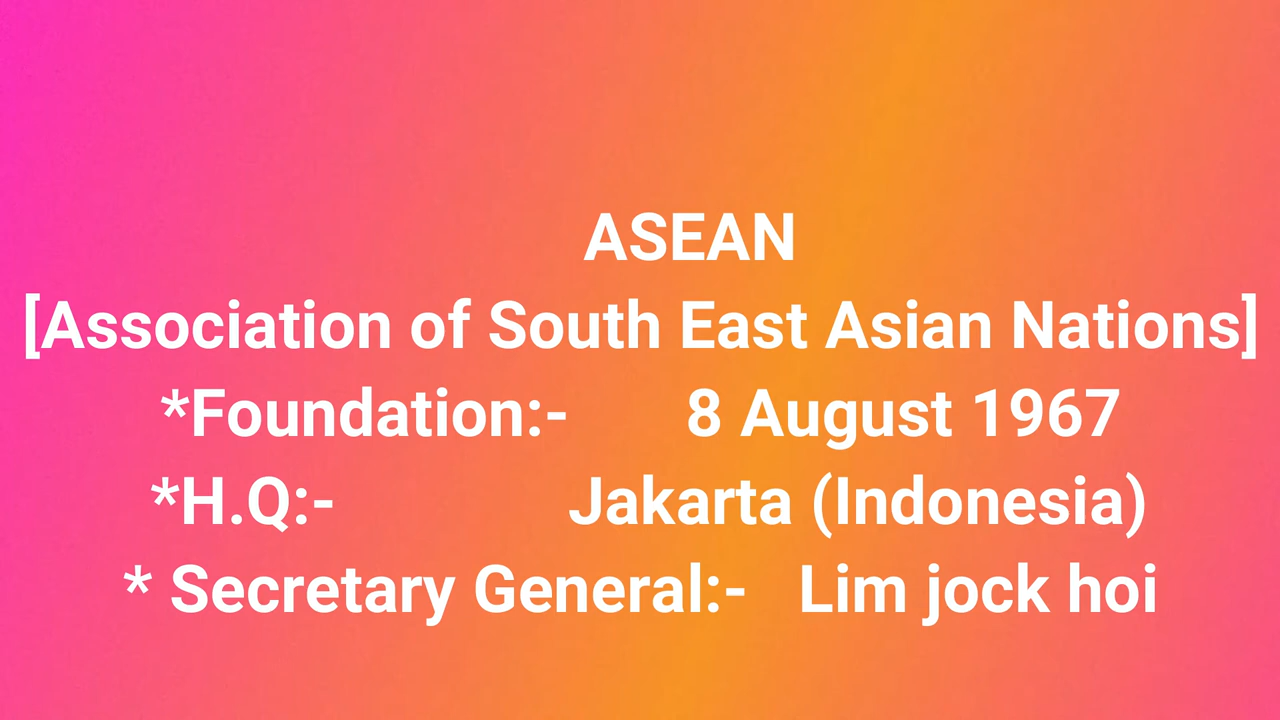 ASEAN
[Association of South East Asian Nations]
*Foundation:- 8 August 1967
*H.Q:- Jakarta (Indonesia)
* Secretary General:- Lim jock hoi